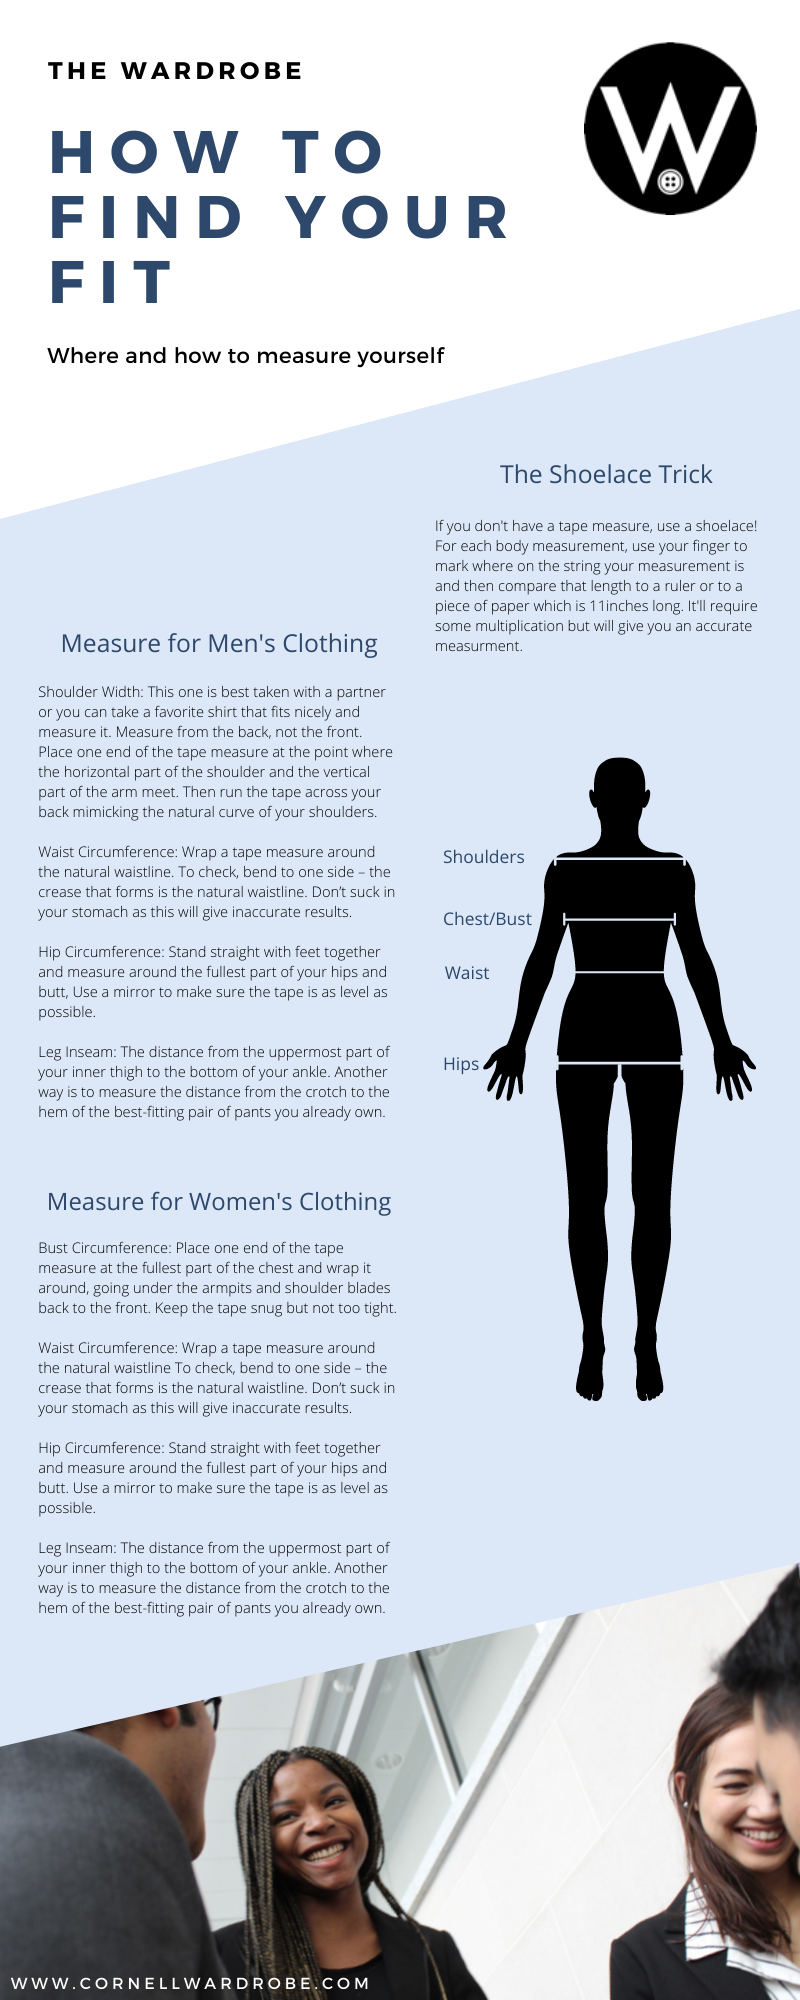 THE WARDROBE
W
HOW TO
FIND YOUR
FIT
Where and how to measure yourself
The Shoelace Trick
If you don't have a tape measure, use a shoelace!
For each body measurement, use your finger to
mark where on the string your measurement is
and then compare that length to a ruler or to a
piece of paper which is 11inches long. It'll require
some multiplication but will give you an accurate
measurment.
Measure for Men's Clothing
Shoulder Width: This one is best taken with a partner
or you can take a favorite shirt that fits nicely and
measure it. Measure from the back, not the front.
Place one end of the tape measure at the point where
the horizontal part of the shoulder and the vertical
part of the arm meet. Then run the tape across your
back mimicking the natural curve of your shoulders.
Waist Circumference: Wrap a tape measure around
the natural waistline. To check, bend to one side – the
crease that forms is the natural waistline. Don’t suck in
your stomach as this will give inaccurate results.
Hip Circumference: Stand straight with feet together
and measure around the fullest part of your hips and
butt, Use a mirror to make sure the tape is as level as
possible.
Leg Inseam: The distance from the uppermost part of
your inner thigh to the bottom of your ankle. Another
way is to measure the distance from the crotch to the
hem of the best-fitting pair of pants you already own.
Shoulders
Chest/Bust
Waist
Hips
Measure for Women's Clothing
Bust Circumference: Place one end of the tape
measure at the fullest part of the chest and wrap it
around, going under the armpits and shoulder blades
back to the front. Keep the tape snug but not too tight.
Waist Circumference: Wrap a tape measure around
the natural waistline To check, bend to one side – the
crease that forms is the natural waistline. Don’t suck in
your stomach as this will give inaccurate results.
Hip Circumference: Stand straight with feet together
and measure around the fullest part of your hips and
butt. Use a mirror to make sure the tape is as level as
possible.
Leg Inseam: The distance from the uppermost part of
your inner thigh to the bottom of your ankle. Another
way is to measure the distance from the crotch to the
hem of the best-fitting pair of pants you already own.
WWW.CORNELLWARDROBE.COM